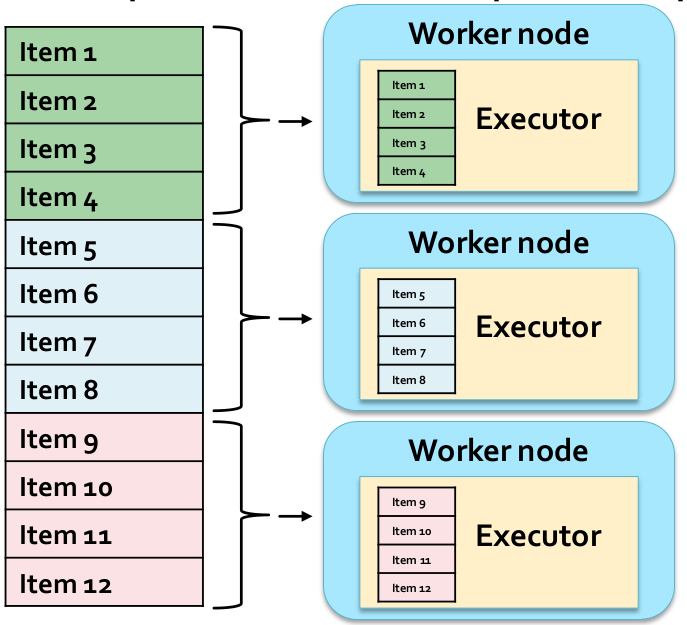 Item 1
Item 2
Item 3
Item 4
Item 5
Item 6
Item 7
Item 8
Item 9
Item 10
Item 11
Item 12
Worker node
Item 1
Item 2
Item 3
Item 4
Executor
Worker node
Item 5
Item 6
Item 7
Item 8
Executor
Worker node
Item 9
Item 10
Item 11
Item 12
Executor